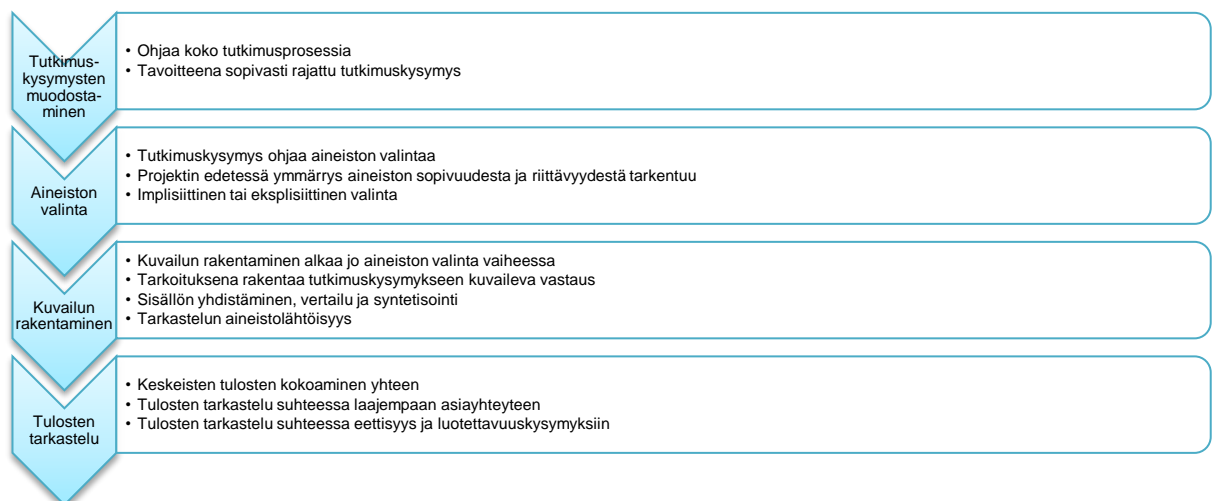 Tutkimus-
kysymysten
muodosta-
minen
• Ohjaa koko tutkimusprosessia
• Tavoitteena sopivasti rajattu tutkimuskysymys
Aineiston
valinta
• Tutkimuskysymys ohjaa aineiston valintaa
• Projektin edetessä ymmärrys aineiston sopivuudesta ja riittävyydestä tarkentuu
• Implisiittinen tai eksplisiittinen valinta
Kuvailun
rakentaminen
• Kuvailun rakentaminen alkaa jo aineiston valinta vaiheessa
• Tarkoituksena rakentaa tutkimuskysymykseen kuvaileva vastaus
• Sisällön yhdistäminen, vertailu ja syntetisointi
• Tarkastelun aineistolähtöisyys
Tulosten
tarkastelu
• Keskeisten tulosten kokoaminen yhteen
• Tulosten tarkastelu suhteessa laajempaan asiayhteyteen
• Tulosten tarkastelu suhteessa eettisyys ja luotettavuuskysymyksiin